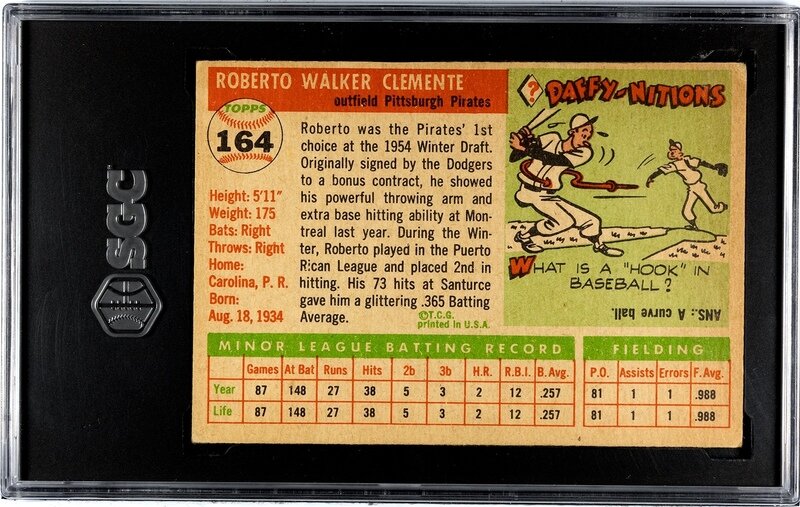 ROBERTO WALKER CLEMENTE
outfield Pittsburgh Pirates
TOPPS
164
Height: 5'11"
Weight: 175
Bats: Right
Throws: Right
Home:
Carolina, P. R.
Born:
Aug. 18, 1934
Roberto was the Pirates' 1st
choice at the 1954 Winter Draft.
Originally signed by the Dodgers
to a bonus contract, he showed
his powerful throwing arm and
extra base hitting ability at Mont-
real last year. During the Win-
ter, Roberto played in the Puerto
Rican League and placed 2nd in
hitting. His 73 hits at Santurce
gave him a glittering .365 Batting
Average.
©T.C.G.
printed in U.S.A.
? DAFFY-NITIONS
WHAT IS A "HOOK" IN
BASEBALL?
ANS.: A curve ball.
MINOR LEAGUE BATTING RECORD
Games At Bat Runs Hits 2b 3b H.R. R.B.I. B. Avg.
Year 87 148 27 38 5 3 2 12 .257
Life 87 148 27 38 5 3 2 12 .257
FIELDING
P.O. Assists Errors F. Avg.
81 1 1 .988
81 1 1 .988
SGC